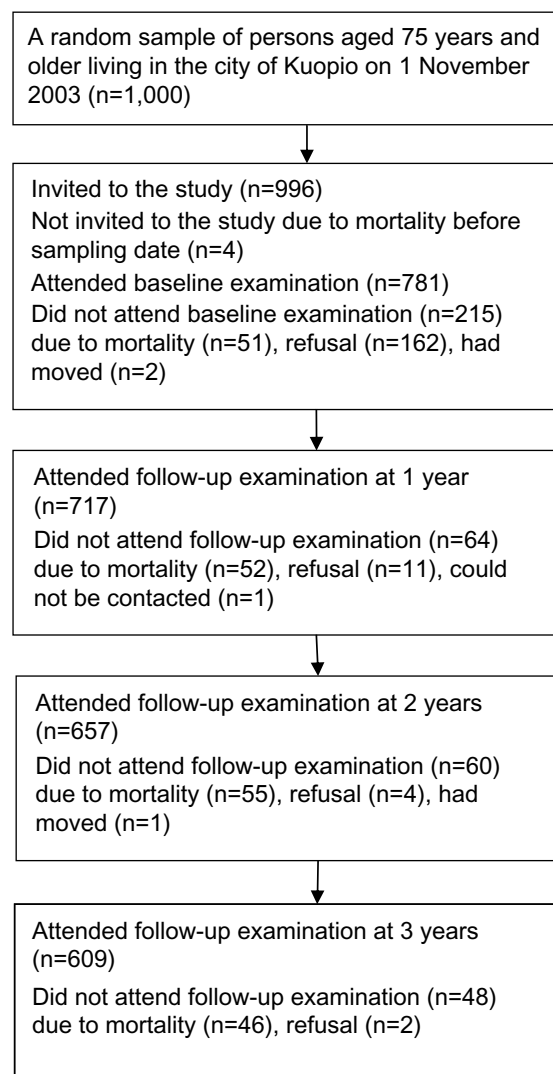 A random sample of persons aged 75 years and
older living in the city of Kuopio on 1 November
2003 (n=1,000)
Invited to the study (n=996)
Not invited to the study due to mortality before
sampling date (n=4)
Attended baseline examination (n=781)
Did not attend baseline examination (n=215)
due to mortality (n=51), refusal (n=162), had
moved (n=2)
Attended follow-up examination at 1 year
(n=717)
Did not attend follow-up examination (n=64)
due to mortality (n=52), refusal (n=11), could
not be contacted (n=1)
Attended follow-up examination at 2 years
(n=657)
Did not attend follow-up examination (n=60)
due to mortality (n=55), refusal (n=4), had
moved (n=1)
Attended follow-up examination at 3 years
(n=609)
Did not attend follow-up examination (n=48)
due to mortality (n=46), refusal (n=2)